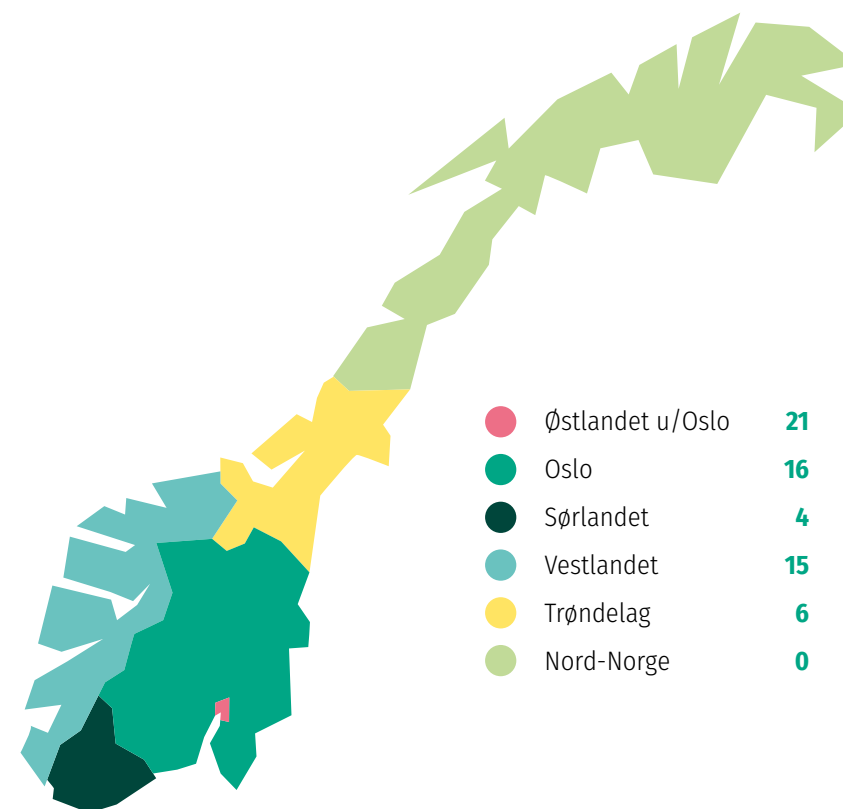 Østlandet u/Oslo 21
Oslo 16
Sørlandet 4
Vestlandet 15
Trøndelag 6
Nord-Norge 0